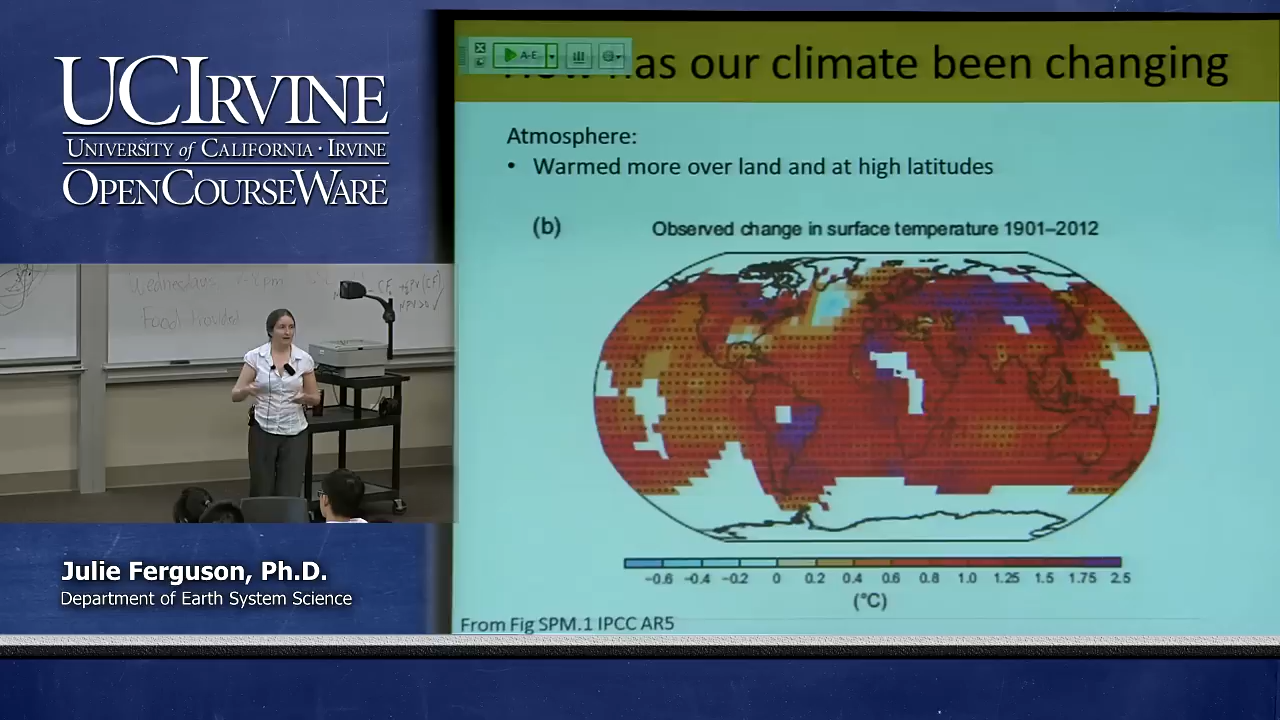 UCIRVINE
UNIVERSITY of CALIFORNIA · IRVINE
OPENCOURSEWARE
Wednesday
Food Provided
Julie Ferguson, Ph.D.
Department of Earth System Science
A-E
has our climate been changing
Atmosphere:
• Warmed more over land and at high latitudes
(b)
Observed change in surface temperature 1901–2012
−0.6 −0.4 −0.2 0 0.2 0.4 0.6 0.8 1.0 1.25 1.5 1.75 2.5
(°C)
From Fig SPM.1 IPCC AR5